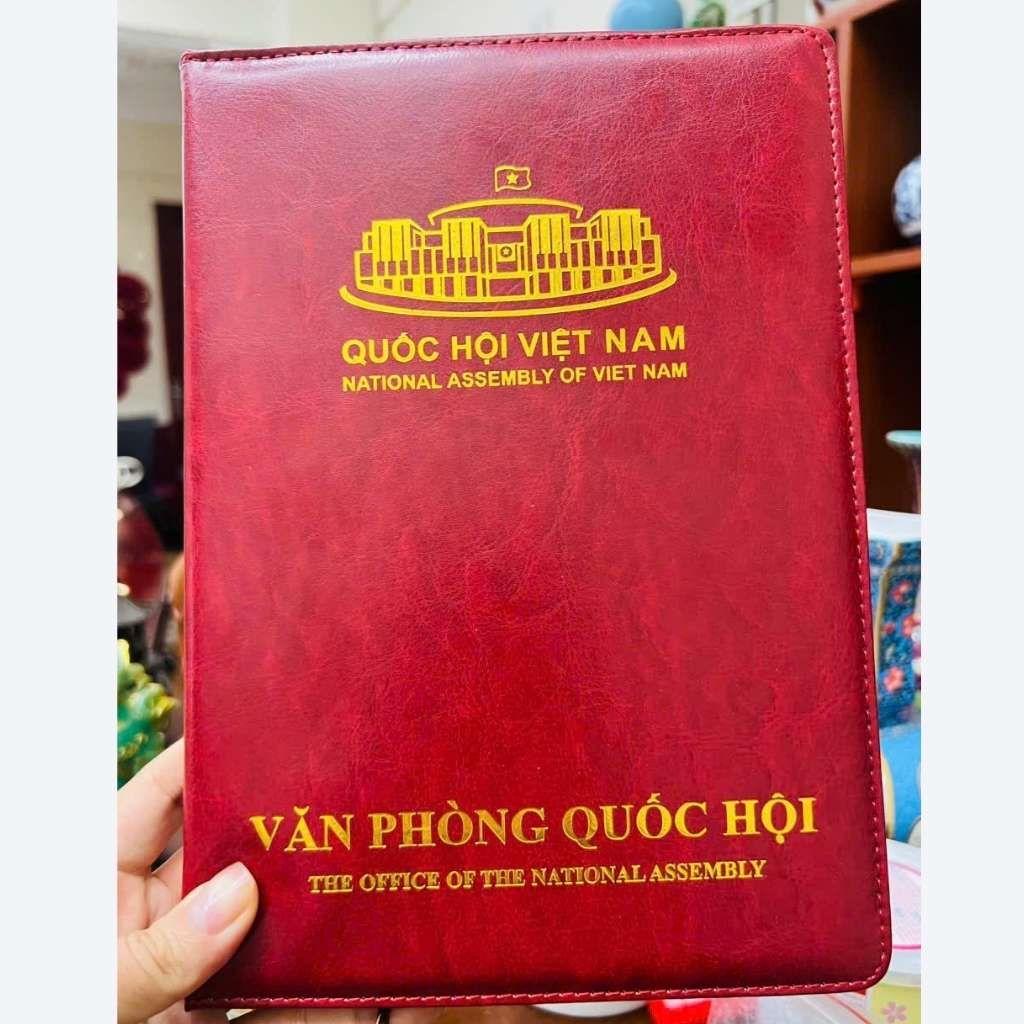 QUỐC HỘI VIỆT NAM
NATIONAL ASSEMBLY OF VIET NAM
VĂN PHÒNG QUỐC HỘI
THE OFFICE OF THE NATIONAL ASSEMBLY